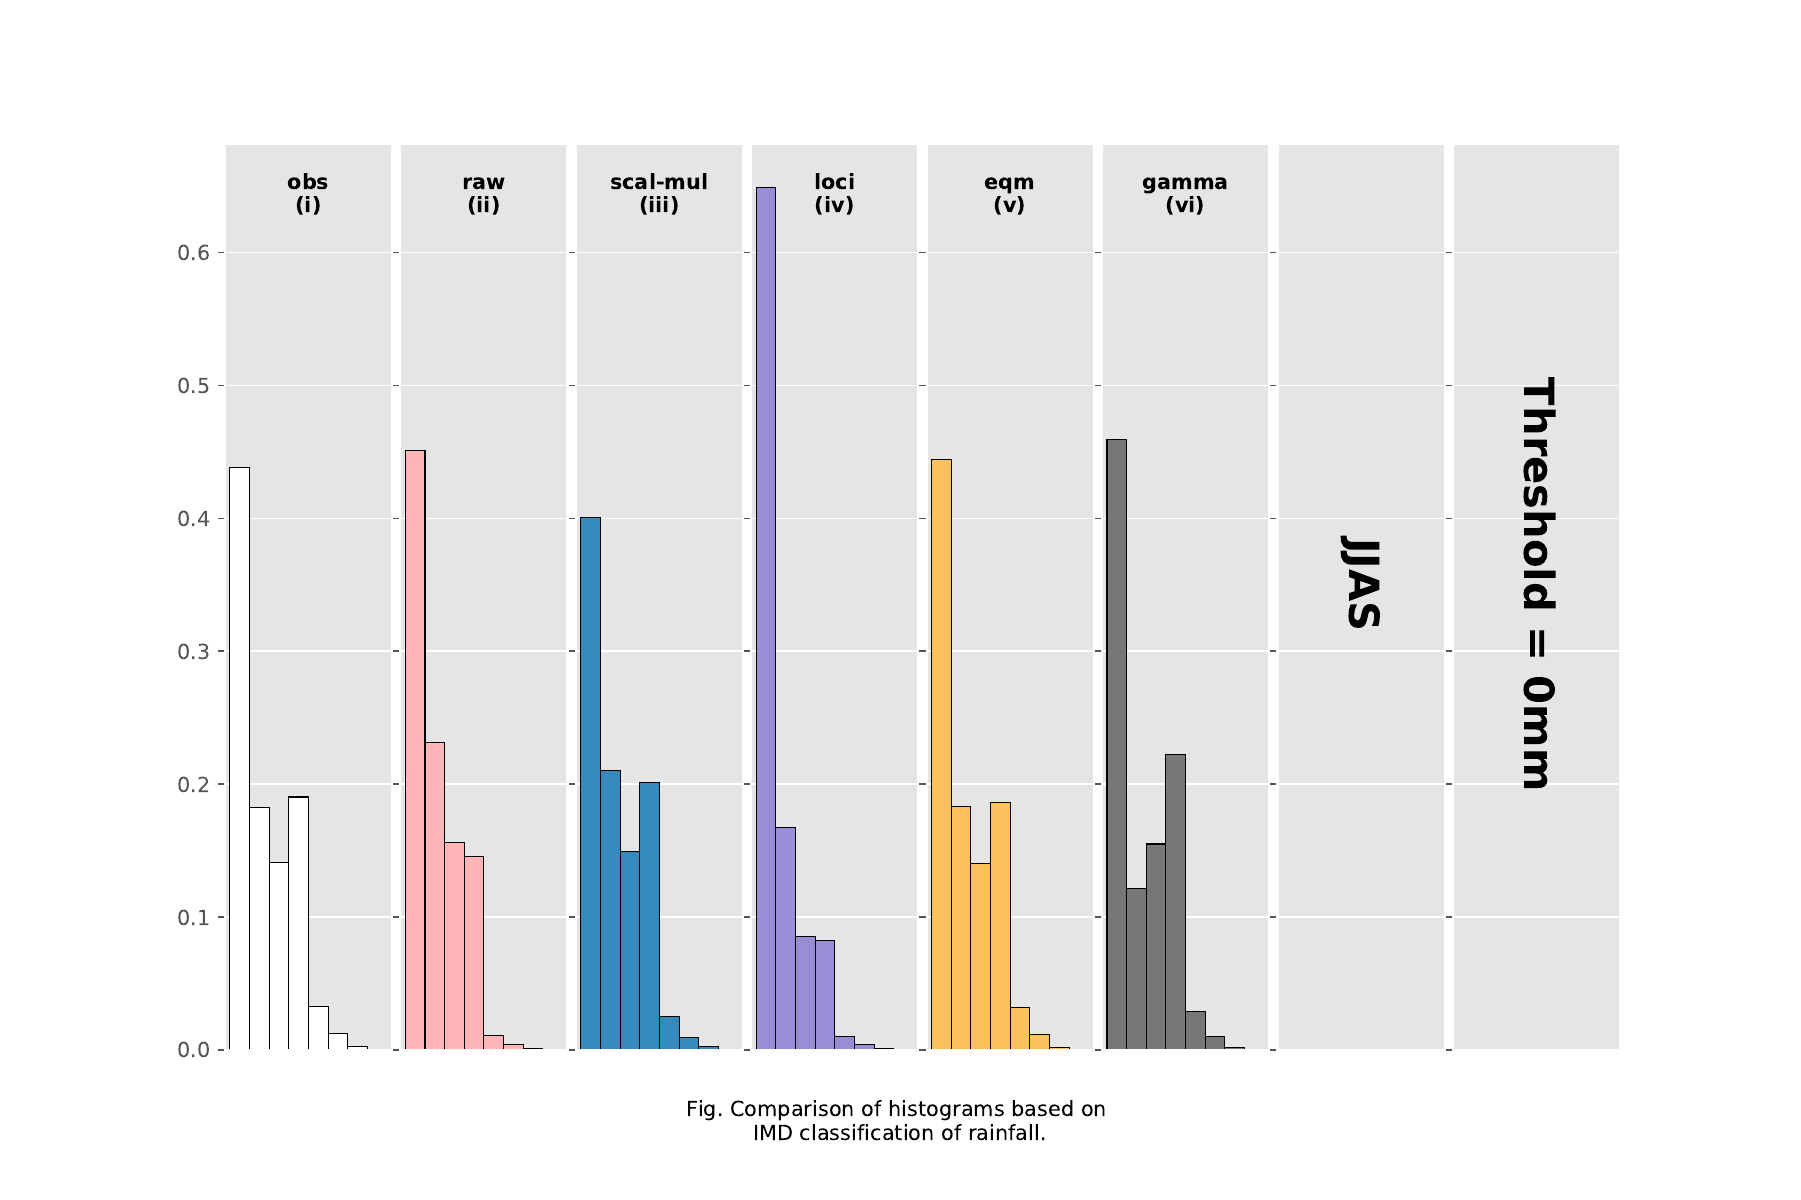 obs
(i)
raw
(ii)
scal-mul
(iii)
loci
(iv)
eqm
(v)
gamma
(vi)
0.6
0.5
0.4
0.3
0.2
0.1
0.0
JJAS
Threshold = 0mm
Fig. Comparison of histograms based on
IMD classification of rainfall.